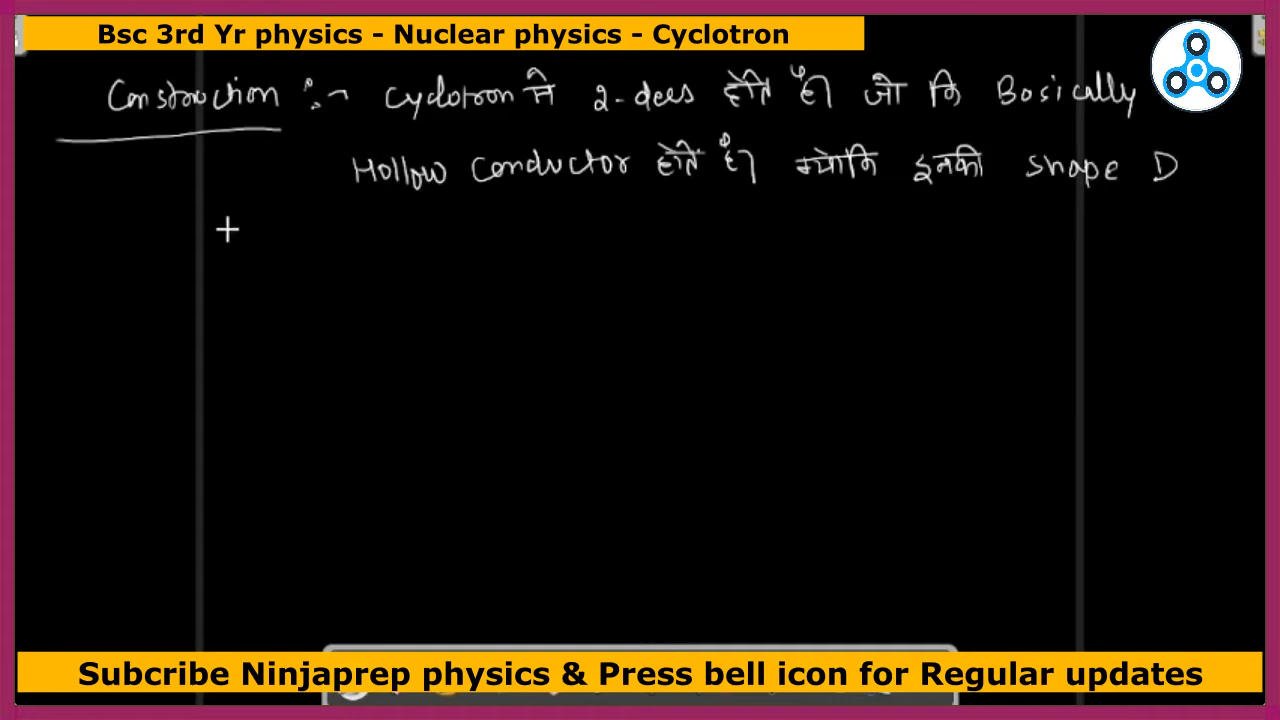 Bsc 3rd Yr physics - Nuclear physics - Cyclotron
Construction :- Cyclotron में 2-dees होती है। जो कि Basically
Hollow conductor होते है। क्योकि इनकी shape D
Subcribe Ninjaprep physics & Press bell icon for Regular updates